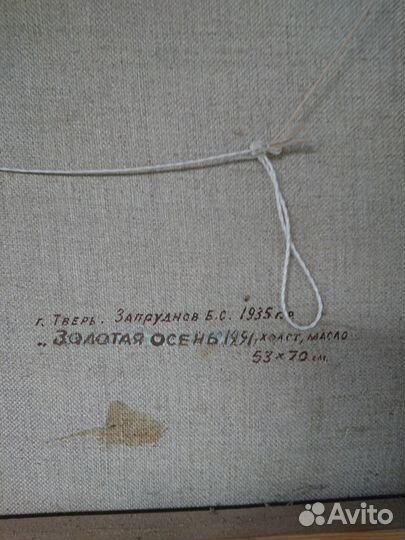 г. Тверь. Запруднов Б.С. 1935 г.р
„ Золотая осень 1991, холст, масло
53 × 70 см.
Avito